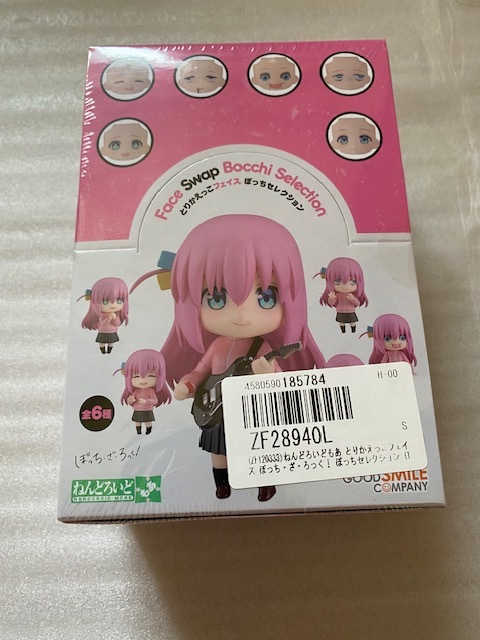 Face Swap Bocchi Selection
とりかえっこフェイス ぼっちセレクション
全6種
ぼっち・ざ・ろっく!
ねんどろいど
NENDOROID MORE
4580590185784
H-00
ZF28940L
S
(ZF120333)ねんどろいどもあ とりかえっこフェイ
ス ぼっち・ざ・ろっく! ぼっちセレクション (1
GOOD SMILE
COMPANY